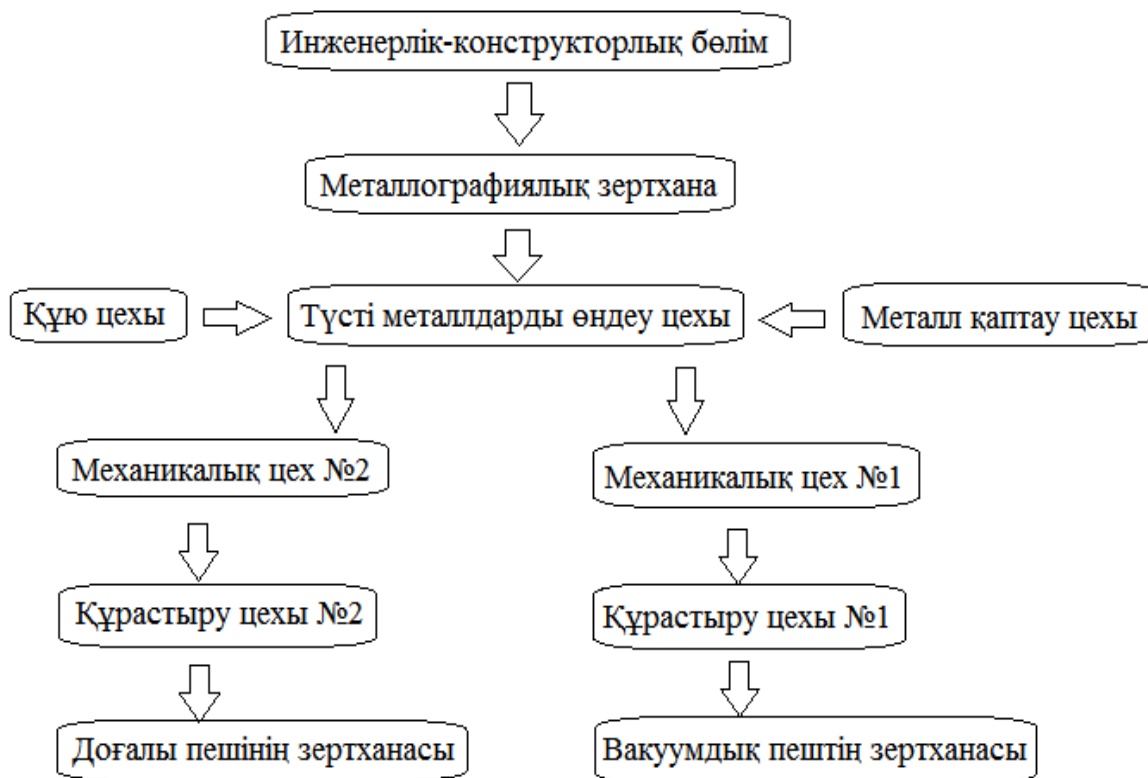 Инженерлік-конструкторлық бөлім
Металлографиялық зертхана
Құю цехы
Түсті металлдарды өңдеу цехы
Металл қаптау цехы
Механикалық цех №2
Механикалық цех №1
Құрастыру цехы №2
Құрастыру цехы №1
Доғалы пешінің зертханасы
Вакуумдық пештің зертханасы